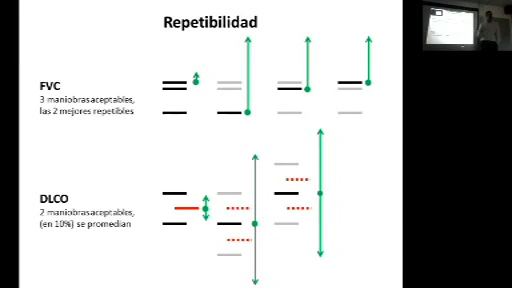 Repetibilidad
FVC
3 maniobras aceptables,
las 2 mejores repetibles
DLCO
2 maniobras aceptables,
(en 10%) se promedian